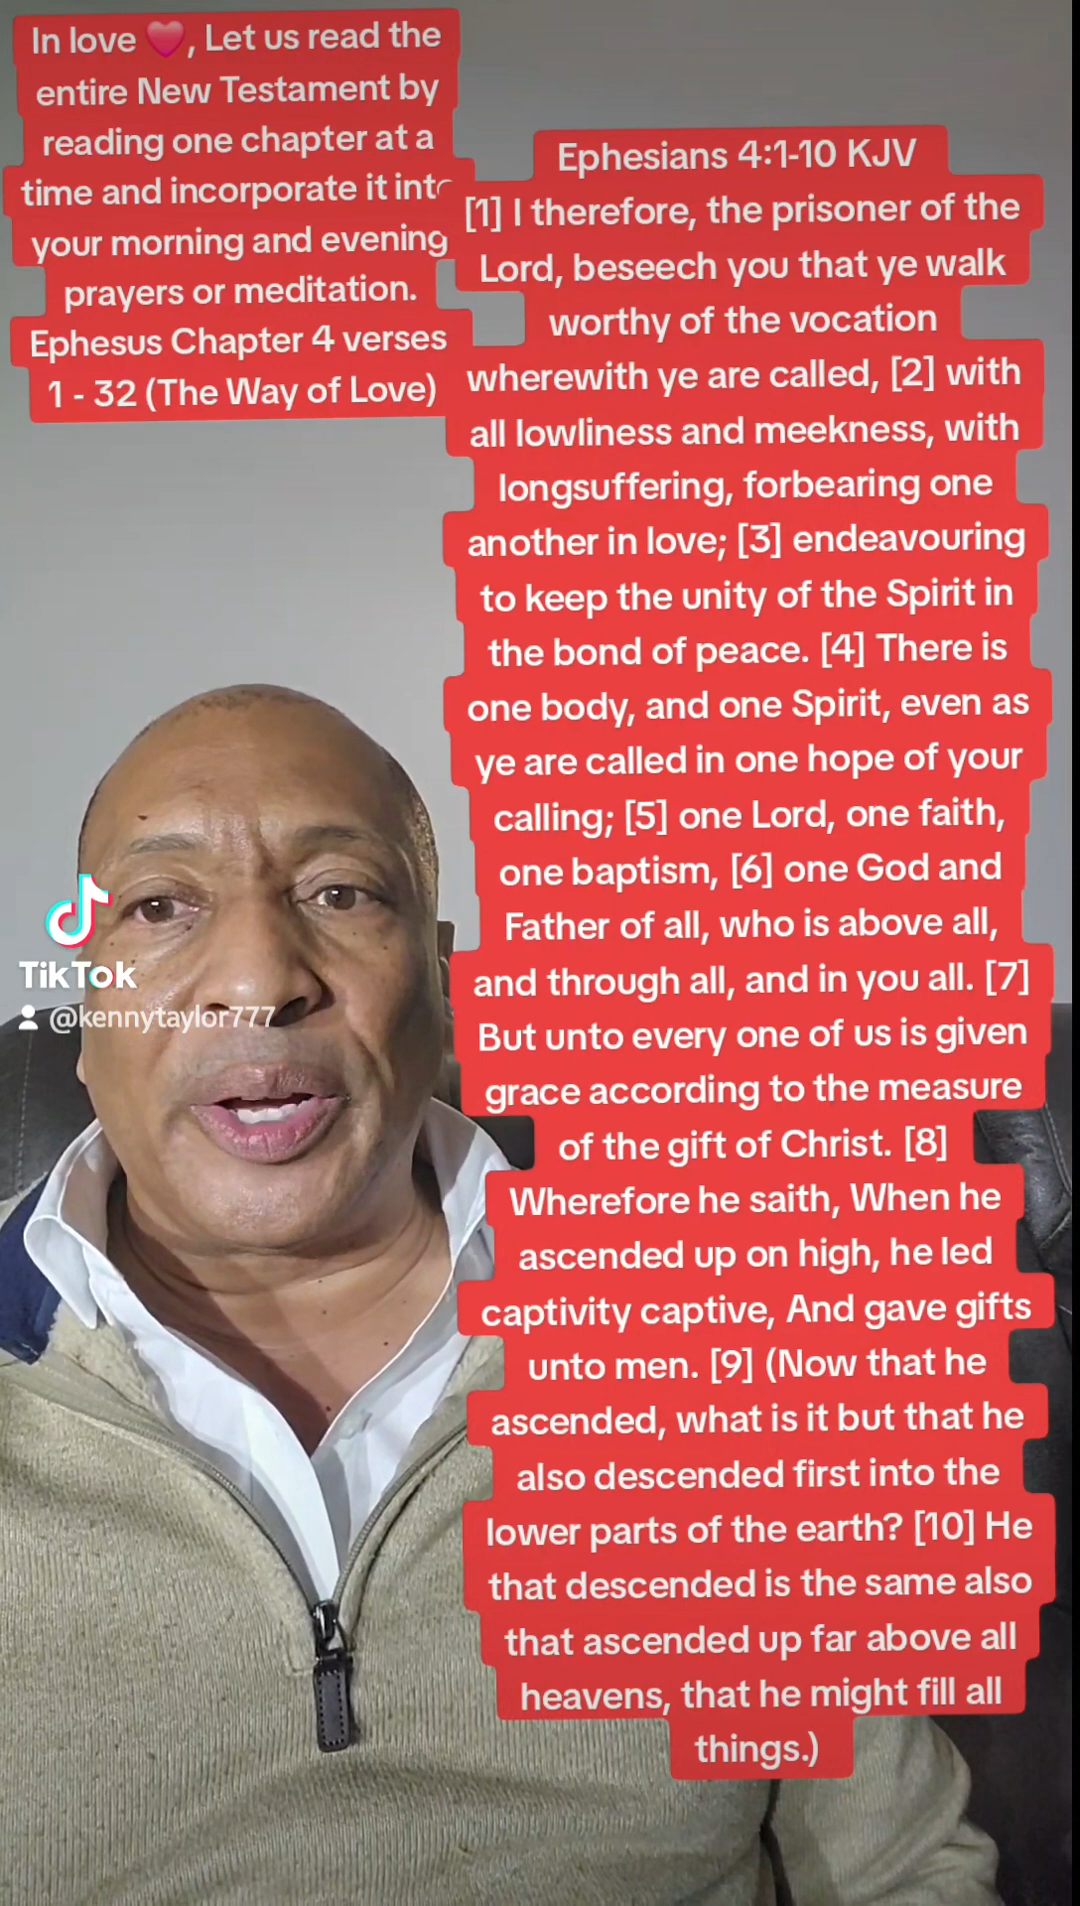 In love 💗, Let us read the
entire New Testament by
reading one chapter at a
time and incorporate it into
your morning and evening
prayers or meditation.
Ephesus Chapter 4 verses
1 - 32 (The Way of Love)
Ephesians 4:1-10 KJV
[1] I therefore, the prisoner of the
Lord, beseech you that ye walk
worthy of the vocation
wherewith ye are called, [2] with
all lowliness and meekness, with
longsuffering, forbearing one
another in love; [3] endeavouring
to keep the unity of the Spirit in
the bond of peace. [4] There is
one body, and one Spirit, even as
ye are called in one hope of your
calling; [5] one Lord, one faith,
one baptism, [6] one God and
Father of all, who is above all,
and through all, and in you all. [7]
But unto every one of us is given
grace according to the measure
of the gift of Christ. [8]
Wherefore he saith, When he
ascended up on high, he led
captivity captive, And gave gifts
unto men. [9] (Now that he
ascended, what is it but that he
also descended first into the
lower parts of the earth? [10] He
that descended is the same also
that ascended up far above all
heavens, that he might fill all
things.)
TikTok
@kennytaylor777